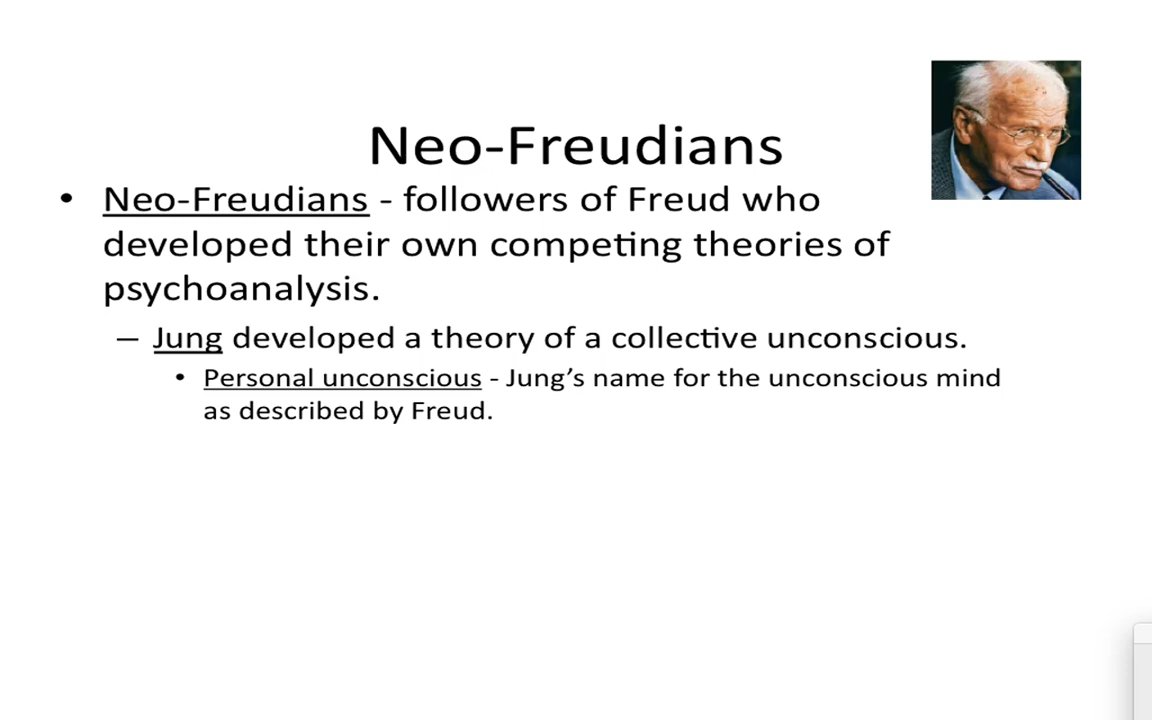 Neo-Freudians
• Neo-Freudians - followers of Freud who
developed their own competing theories of
psychoanalysis.
– Jung developed a theory of a collective unconscious.
• Personal unconscious - Jung’s name for the unconscious mind
as described by Freud.